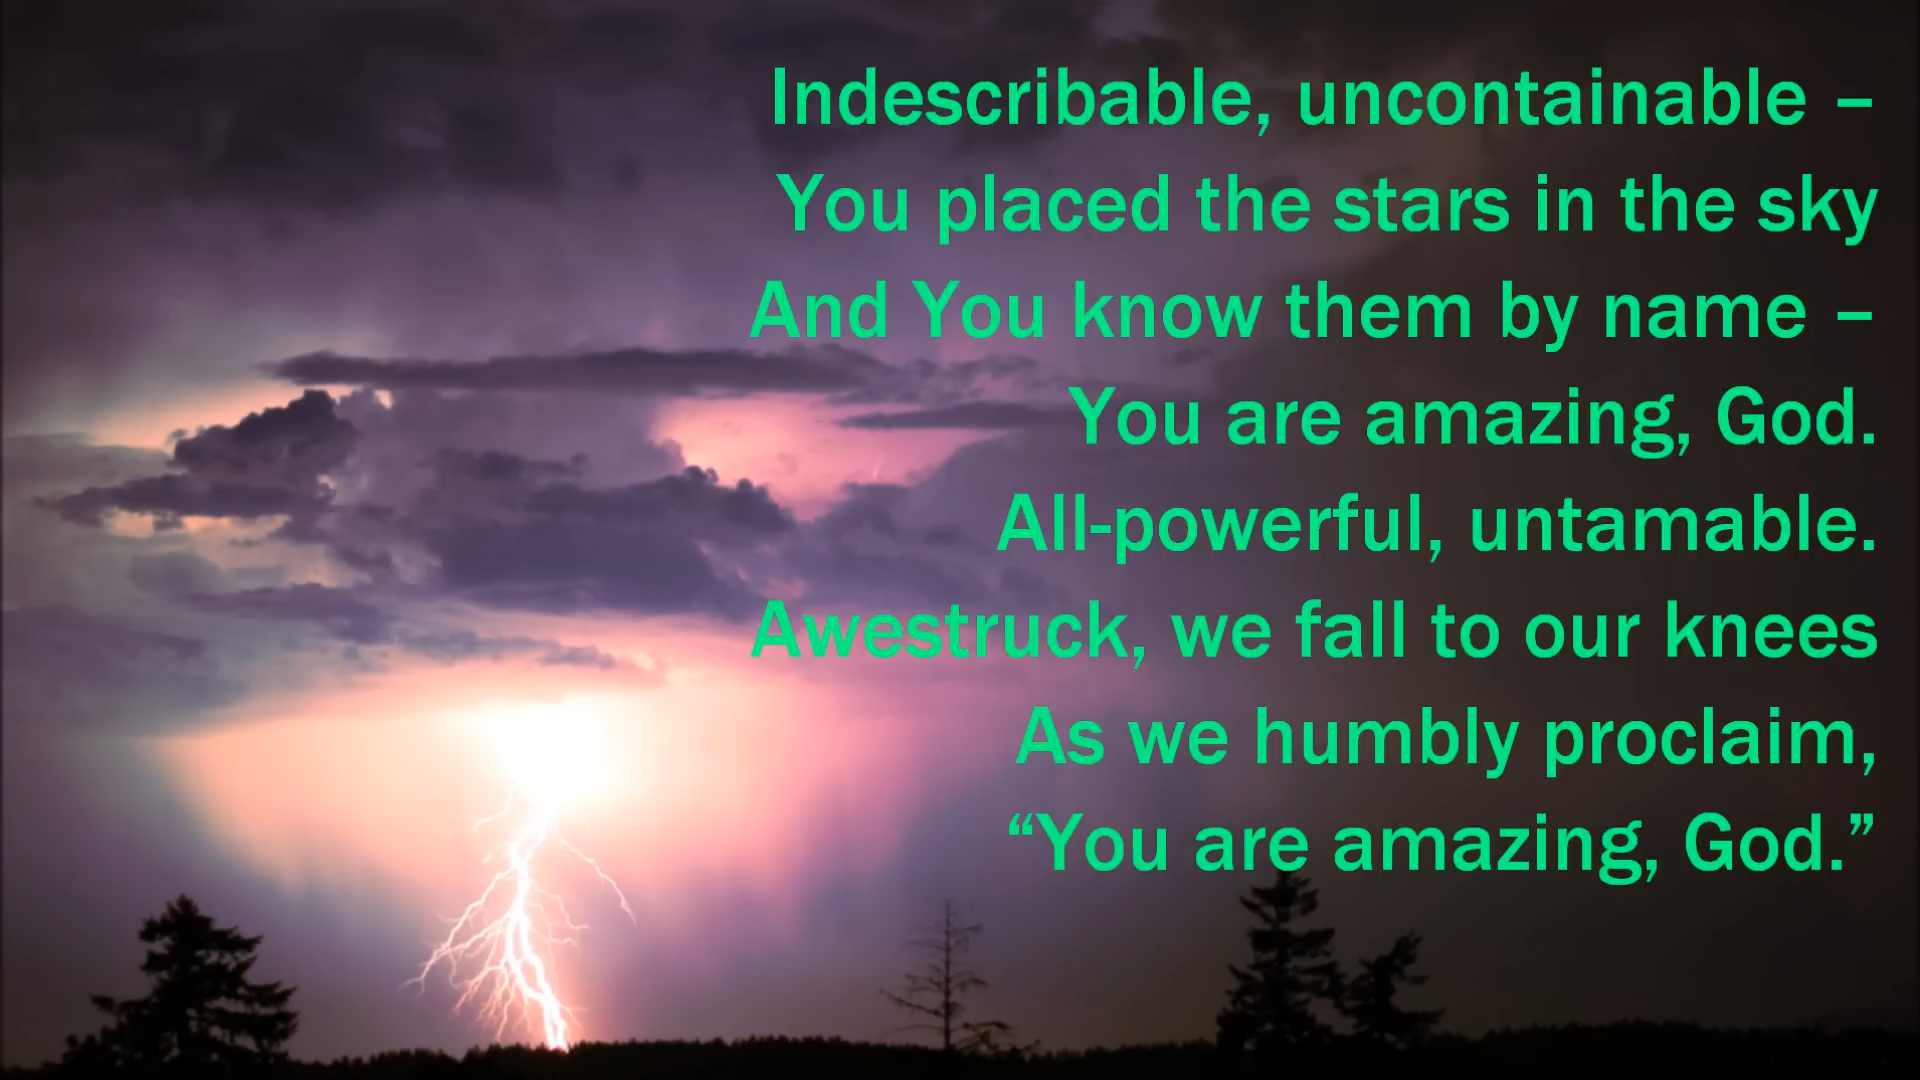 Indescribable, uncontainable –
You placed the stars in the sky
And You know them by name –
You are amazing, God.
All-powerful, untamable.
Awestruck, we fall to our knees
As we humbly proclaim,
“You are amazing, God.”